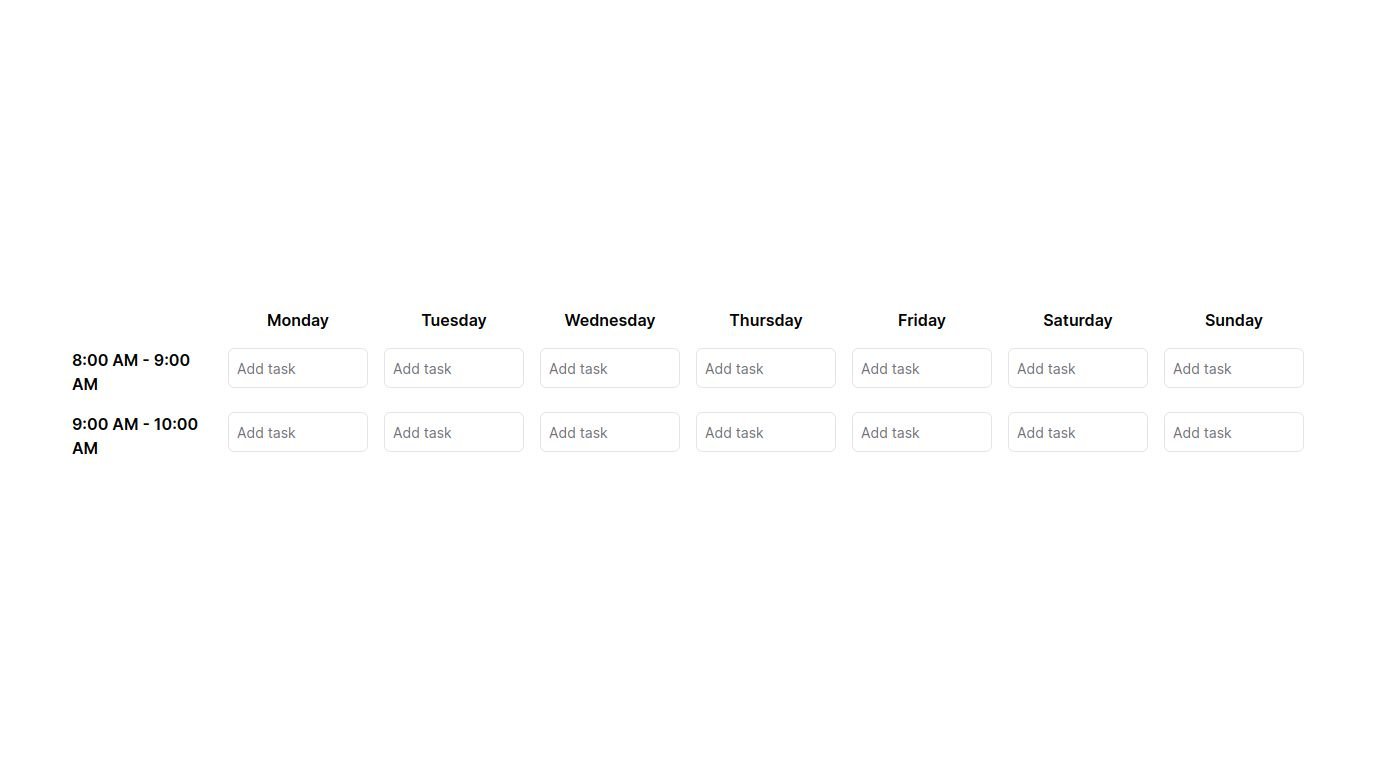 Monday Tuesday Wednesday Thursday Friday Saturday Sunday
8:00 AM - 9:00
AM
Add task Add task Add task Add task Add task Add task Add task
9:00 AM - 10:00
AM
Add task Add task Add task Add task Add task Add task Add task